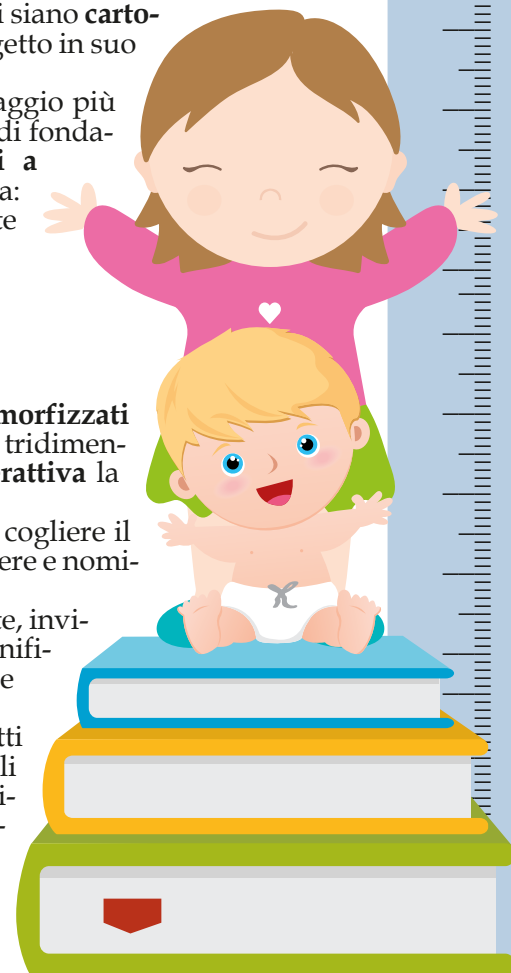 i siano carto-
getto in suo
aggio più
di fonda-
i a
a:
te
morfizzati
tridimen-
rattiva la
cogliere il
ere e nomi-
te, invi-
nifi-
e
tti
li
i-
-